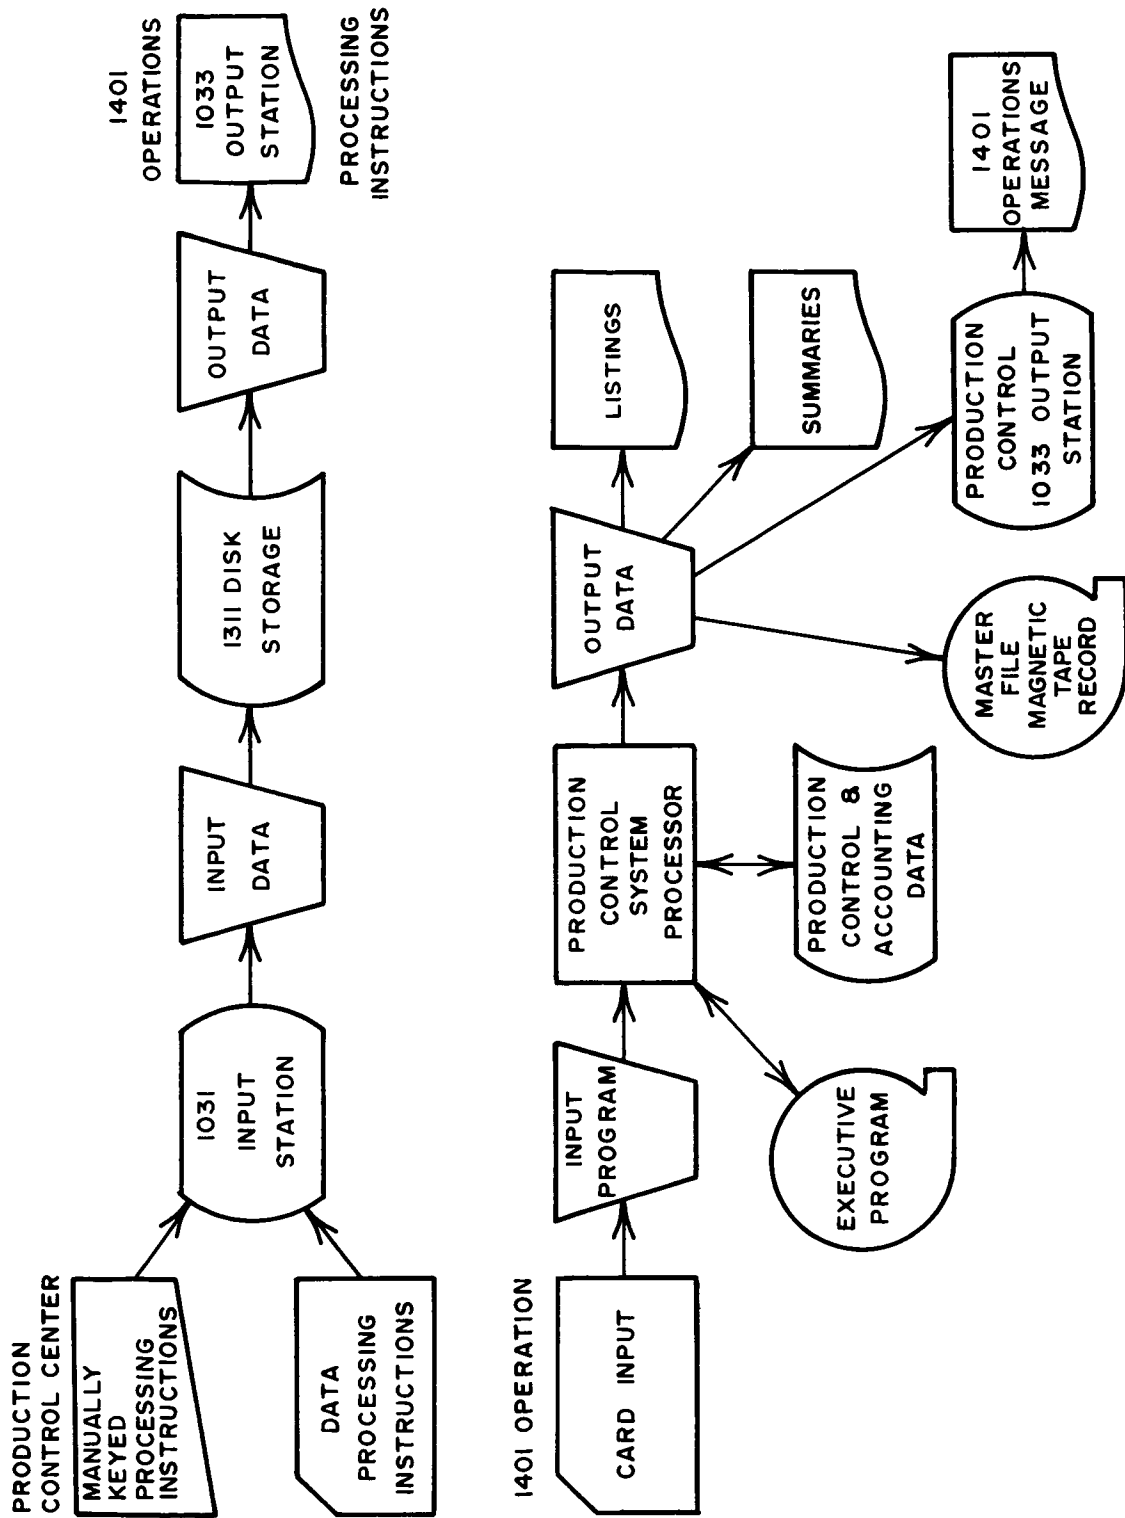 PRODUCTION
CONTROL CENTER
MANUALLY
KEYED
PROCESSING
INSTRUCTIONS
DATA
PROCESSING
INSTRUCTIONS
1031
INPUT
STATION
INPUT
DATA
1311 DISK
STORAGE
OUTPUT
DATA
1401
OPERATIONS
1033
OUTPUT
STATION
PROCESSING
INSTRUCTIONS
1401 OPERATION
CARD INPUT
INPUT
PROGRAM
EXECUTIVE
PROGRAM
PRODUCTION
CONTROL
SYSTEM
PROCESSOR
PRODUCTION
CONTROL &
ACCOUNTING
DATA
OUTPUT
DATA
LISTINGS
SUMMARIES
MASTER
FILE
MAGNETIC
TAPE
RECORD
PRODUCTION
CONTROL
1033 OUTPUT
STATION
1401
OPERATIONS
MESSAGE